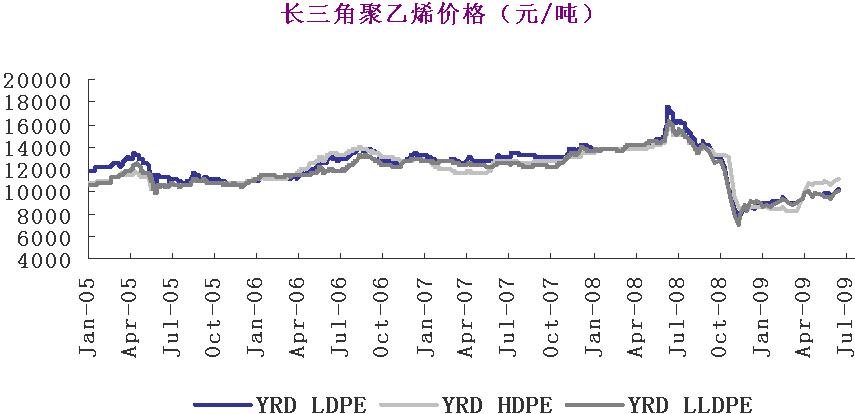 长三角聚乙烯价格（元/吨）
20000
18000
16000
14000
12000
10000
8000
6000
4000
Jan-05
Apr-05
Jul-05
Oct-05
Jan-06
Apr-06
Jul-06
Oct-06
Jan-07
Apr-07
Jul-07
Oct-07
Jan-08
Apr-08
Jul-08
Oct-08
Jan-09
Apr-09
Jul-09
YRD LDPE YRD HDPE YRD LLDPE